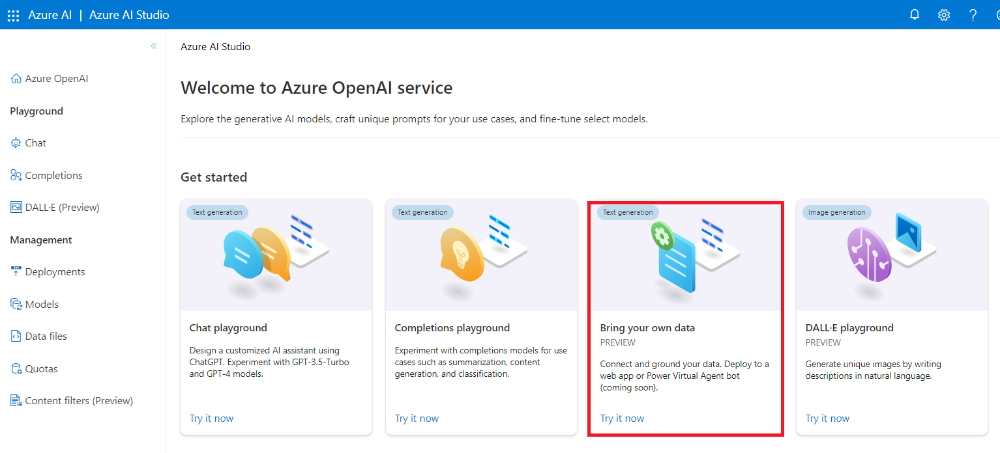 Azure AI | Azure AI Studio
Azure OpenAI
Playground
Chat
Completions
DALL·E (Preview)
Management
Deployments
Models
Data files
Quotas
Content filters (Preview)
Azure AI Studio
Welcome to Azure OpenAI service
Explore the generative AI models, craft unique prompts for your use cases, and fine-tune select models.
Get started
Text generation
Chat playground
Design a customized AI assistant using
ChatGPT. Experiment with GPT-3.5-Turbo
and GPT-4 models.
Try it now
Text generation
Completions playground
Experiment with completions models for use
cases such as summarization, content
generation, and classification.
Try it now
Text generation
Bring your own data
PREVIEW
Connect and ground your data. Deploy to a
web app or Power Virtual Agent bot
(coming soon).
Try it now
Image generation
DALL·E playground
PREVIEW
Generate unique images by writing
descriptions in natural language.
Try it now